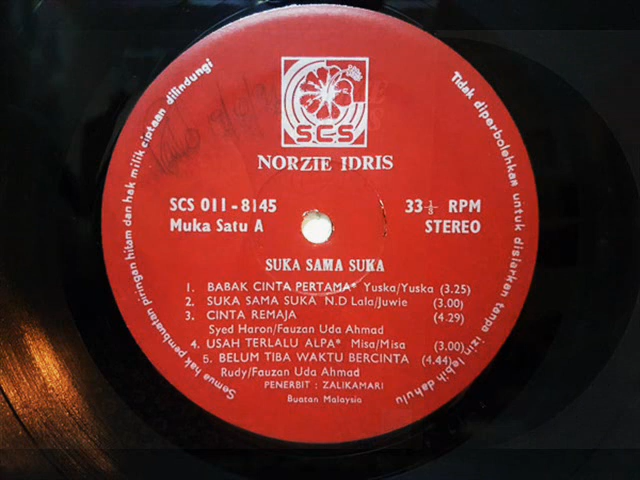 SCS
NORZIE IDRIS
SCS 011-8145
Muka Satu A
33⅓ RPM
STEREO
SUKA SAMA SUKA
1. BABAK CINTA PERTAMA* Yuska/Yuska (3.25)
2. SUKA SAMA SUKA N.D Lala/Juwie (3.00)
3. CINTA REMAJA (4.29)
Syed Haron/Fauzan Uda Ahmad
4. USAH TERLALU ALPA* Misa/Misa (3.00)
5. BELUM TIBA WAKTU BERCINTA (4.44)
Rudy/Fauzan Uda Ahmad
PENERBIT : ZALIKAMARI
Buatan Malaysia
Semua hak pembuatan piringan hitam dan hak milik ciptaan dilindungi
Tidak diperbolehkan untuk disiarkan tanpa izin lebih dahulu